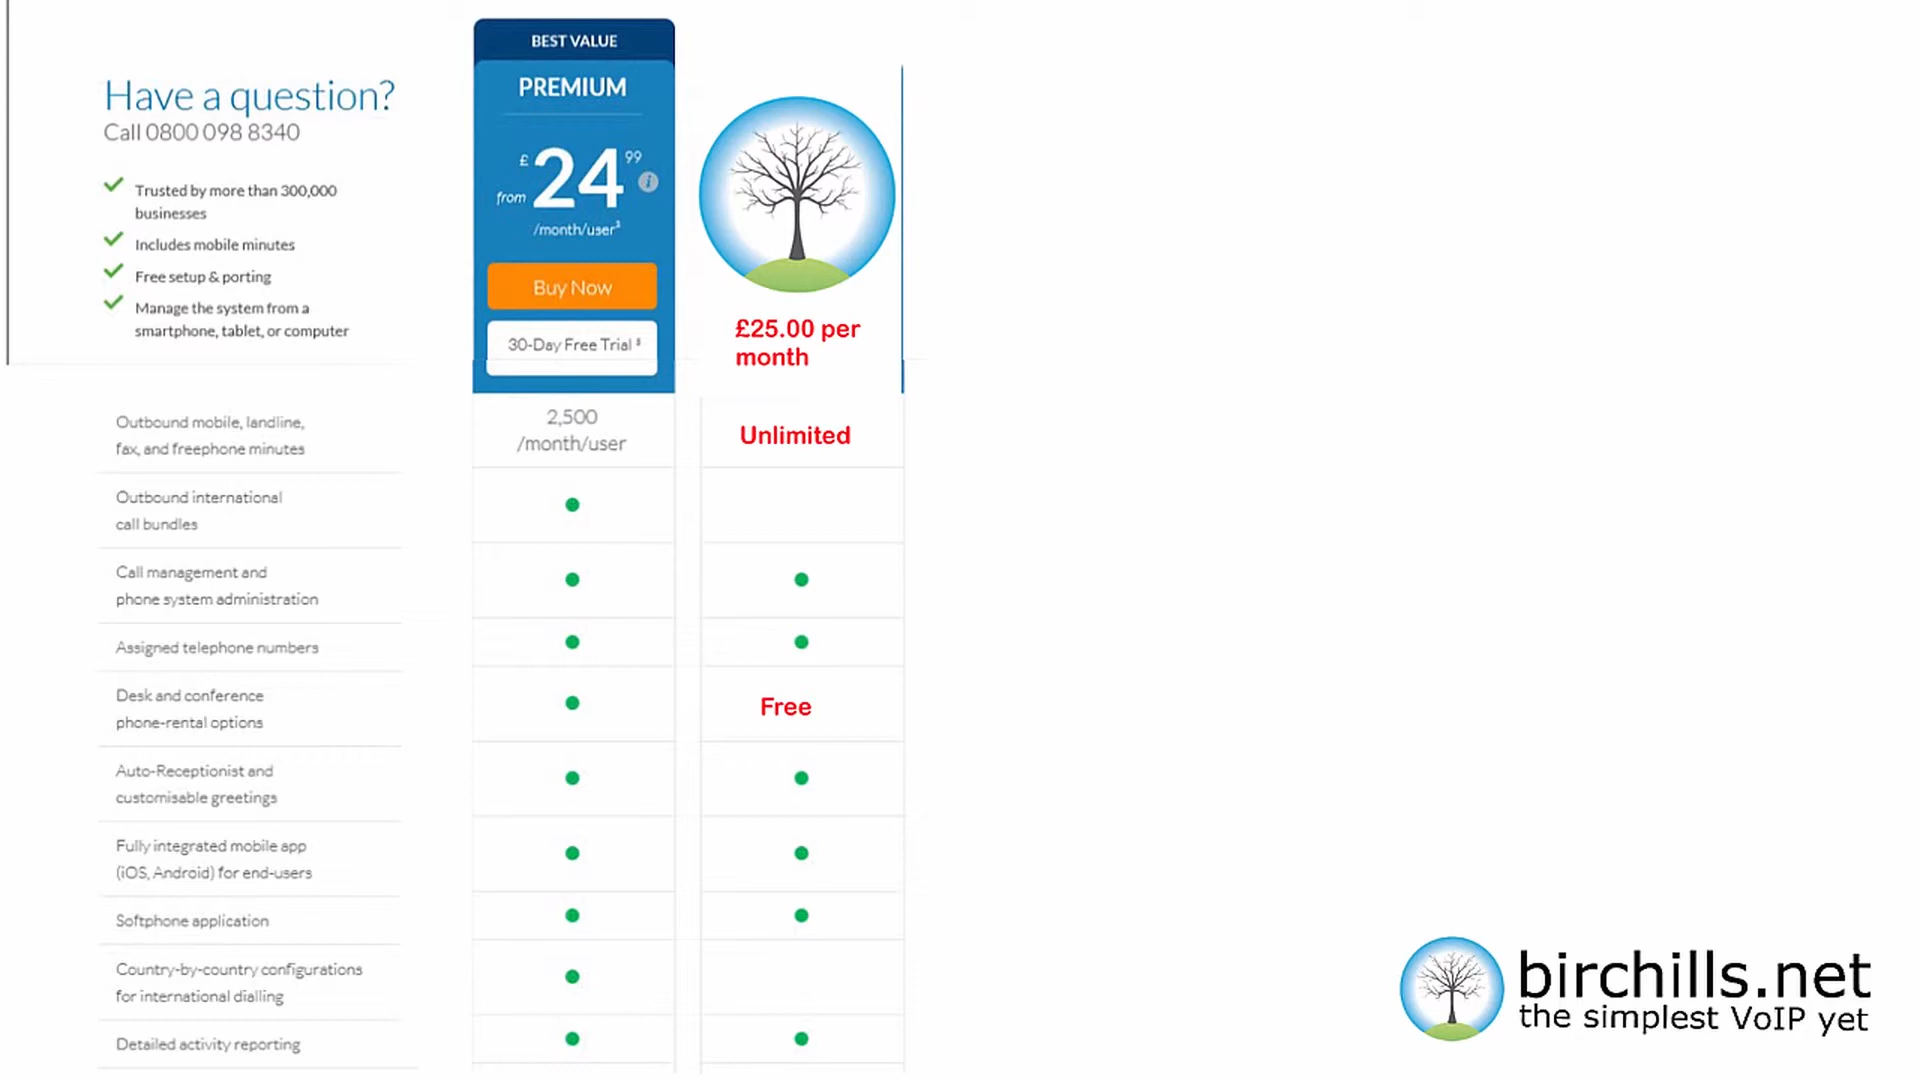 Have a question?
Call 0800 098 8340
Trusted by more than 300,000
businesses
Includes mobile minutes
Free setup & porting
Manage the system from a
smartphone, tablet, or computer
BEST VALUE
PREMIUM
from £24.99
/month/user³
Buy Now
30-Day Free Trial ³
£25.00 per
month
Outbound mobile, landline,
fax, and freephone minutes
2,500
/month/user
Unlimited
Outbound international
call bundles
Call management and
phone system administration
Assigned telephone numbers
Desk and conference
phone-rental options
Free
Auto-Receptionist and
customisable greetings
Fully integrated mobile app
(iOS, Android) for end-users
Softphone application
Country-by-country configurations
for international dialling
Detailed activity reporting
birchills.net
the simplest VoIP yet